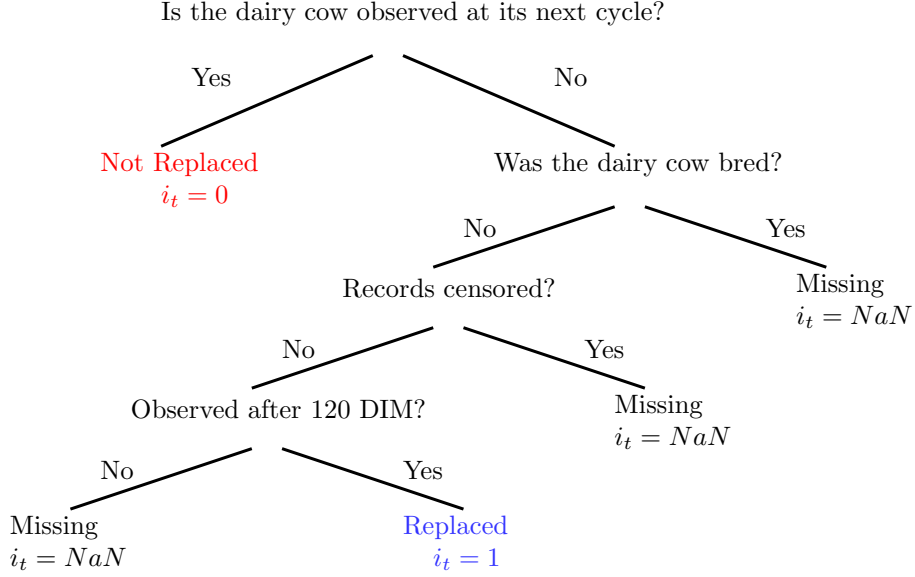 Is the dairy cow observed at its next cycle?
Yes
No
Not Replaced
i_t = 0
Was the dairy cow bred?
No
Yes
Records censored?
Missing
i_t = NaN
No
Yes
Observed after 120 DIM?
Missing
i_t = NaN
No
Yes
Missing
i_t = NaN
Replaced
i_t = 1